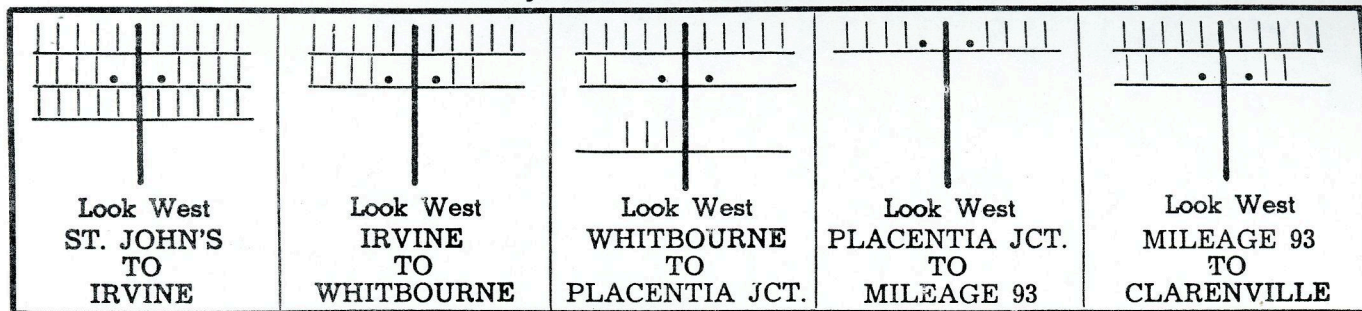 Look West
ST. JOHN'S
TO
IRVINE
Look West
IRVINE
TO
WHITBOURNE
Look West
WHITBOURNE
TO
PLACENTIA JCT.
Look West
PLACENTIA JCT.
TO
MILEAGE 93
Look West
MILEAGE 93
TO
CLARENVILLE